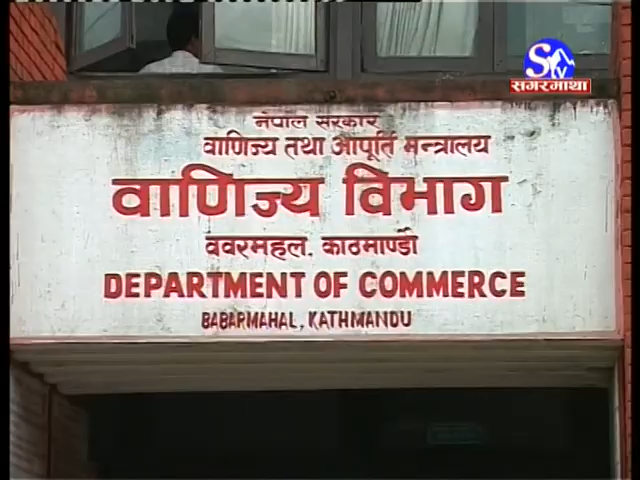 STV
सगरमाथा
नेपाल सरकार
वाणिज्य तथा आपूर्ति मन्त्रालय
वाणिज्य विभाग
ववरमहल, काठमाण्डौ
DEPARTMENT OF COMMERCE
BABARMAHAL, KATHMANDU